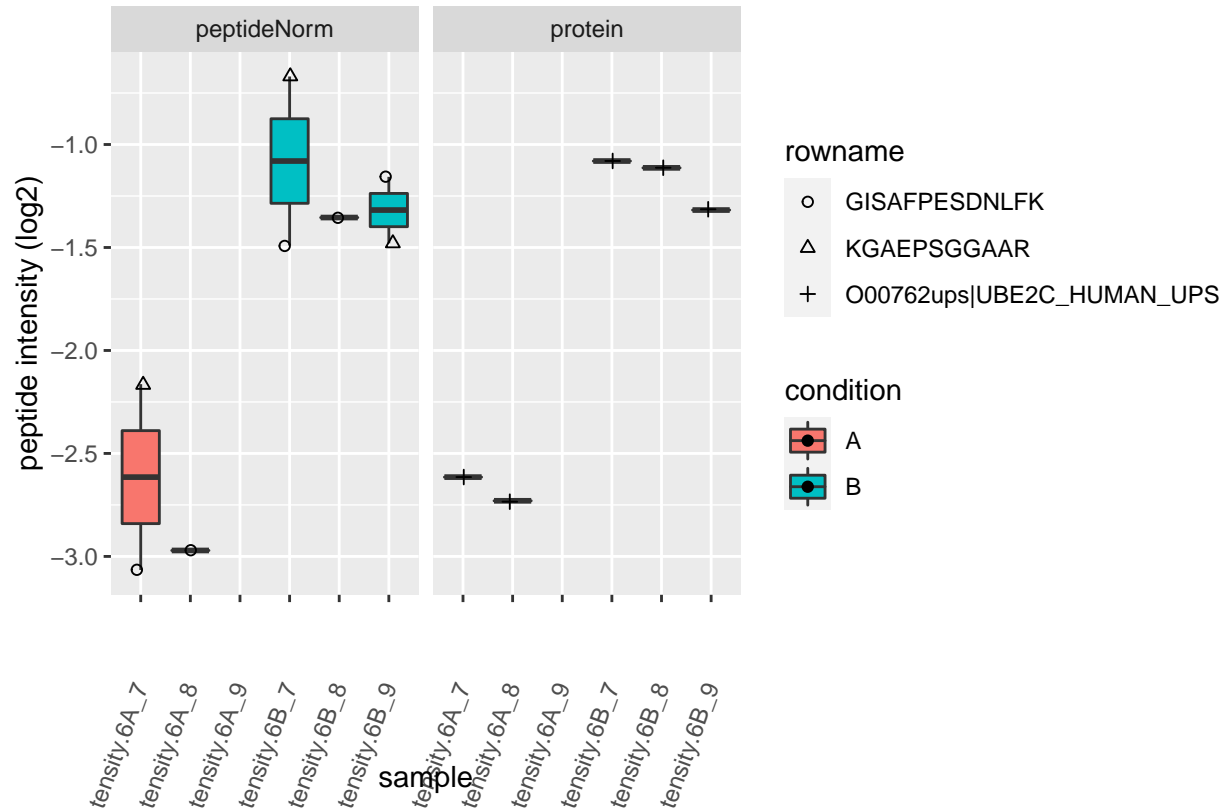 peptideNorm
protein
peptide intensity (log2)
−1.0
−1.5
−2.0
−2.5
−3.0
tensity.6A_7
tensity.6A_8
tensity.6A_9
tensity.6B_7
tensity.6B_8
tensity.6B_9
tensity.6A_7
tensity.6A_8
tensity.6A_9
tensity.6B_7
tensity.6B_8
tensity.6B_9
sample
rowname
GISAFPESDNLFK
KGAEPSGGAAR
O00762ups|UBE2C_HUMAN_UPS
condition
A
B